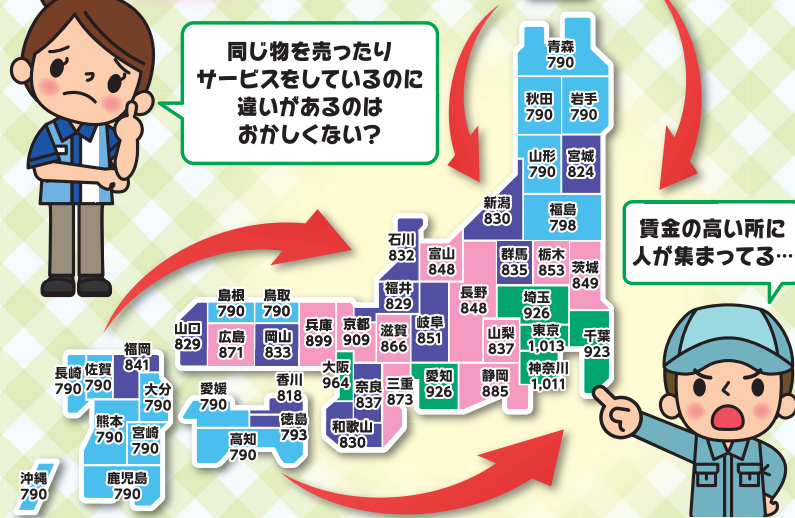 同じ物を売ったり
サービスをしているのに
違いがあるのは
おかしくない？
賃金の高い所に
人が集まってる…
青森
790
秋田
790
岩手
790
山形
790
宮城
824
新潟
830
福島
798
石川
832
富山
848
群馬
835
栃木
853
茨城
849
福井
829
長野
848
埼玉
926
島根
790
鳥取
790
山口
829
広島
871
岡山
833
兵庫
899
京都
909
滋賀
866
岐阜
851
山梨
837
東京
1,013
千葉
923
福岡
841
長崎
790
佐賀
790
大分
790
大阪
964
奈良
837
三重
873
愛知
926
静岡
885
神奈川
1,011
愛媛
790
香川
818
徳島
793
高知
790
和歌山
830
熊本
790
宮崎
790
鹿児島
790
沖縄
790